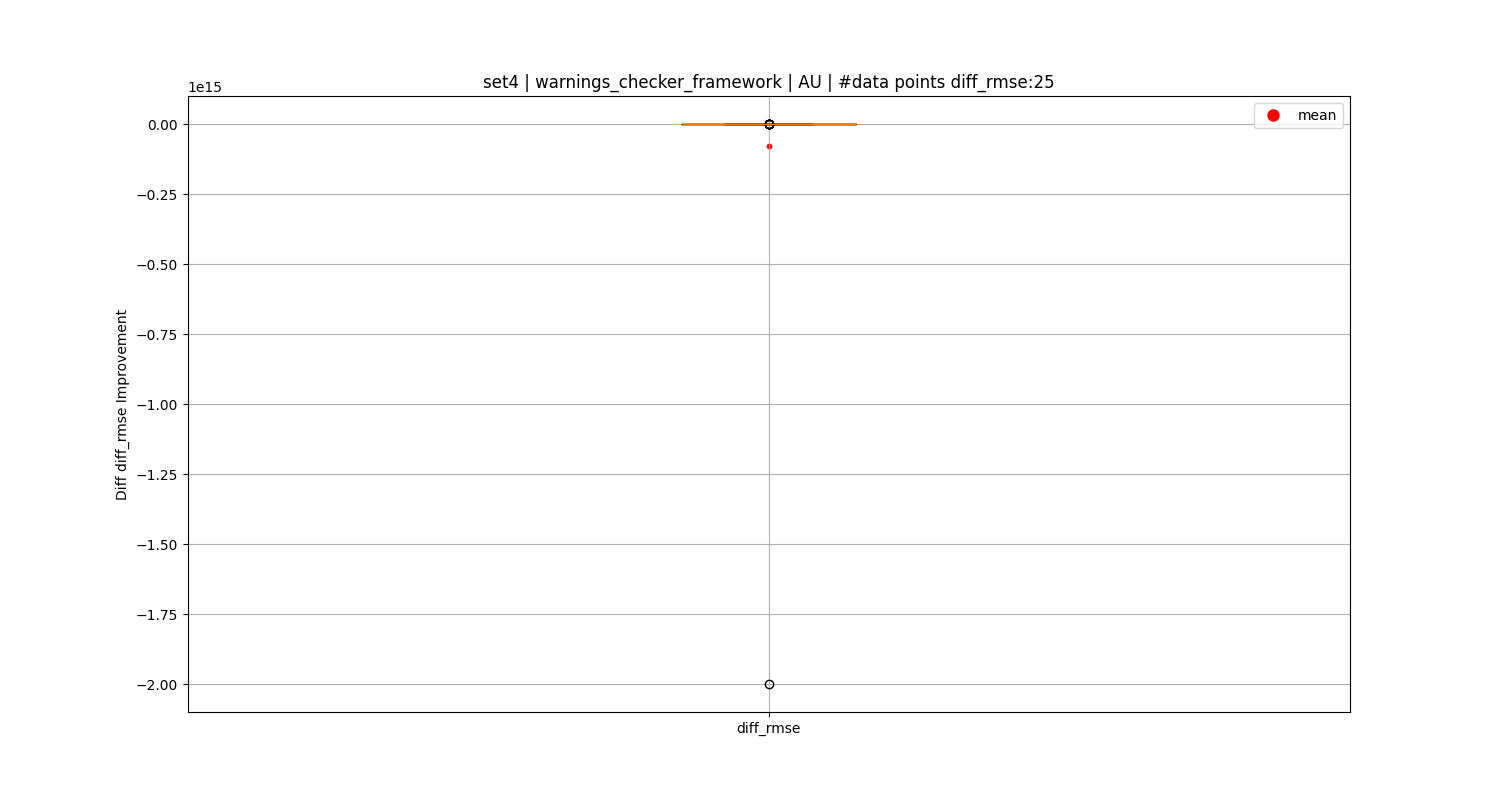 set4 | warnings_checker_framework | AU | #data points diff_rmse:25
1e15
mean
0.00
−0.25
−0.50
−0.75
−1.00
−1.25
−1.50
−1.75
−2.00
Diff diff_rmse Improvement
diff_rmse